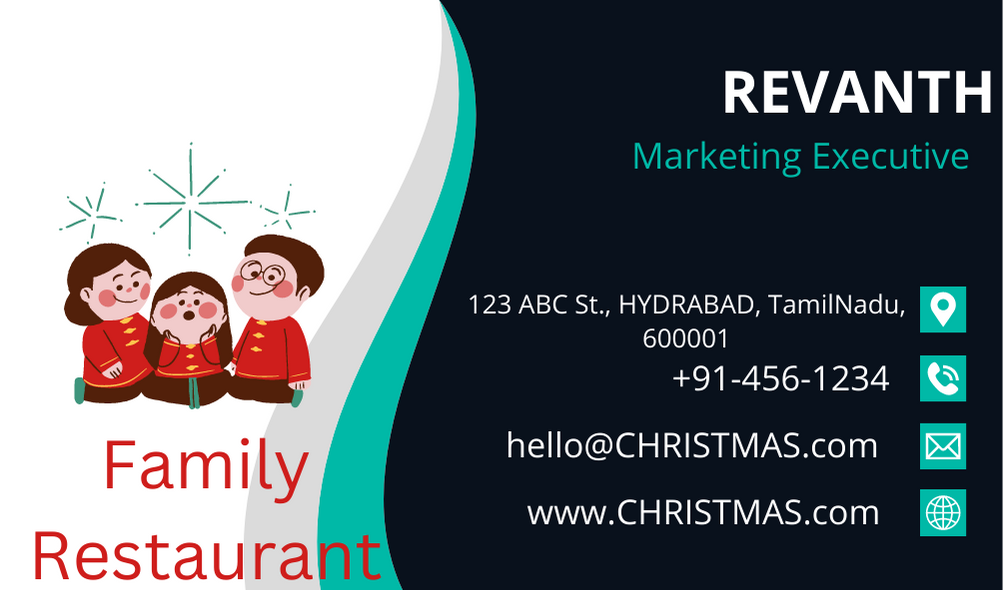 REVANTH
Marketing Executive
123 ABC St., HYDRABAD, TamilNadu,
600001
+91-456-1234
hello@CHRISTMAS.com
www.CHRISTMAS.com
Family
Restaurant